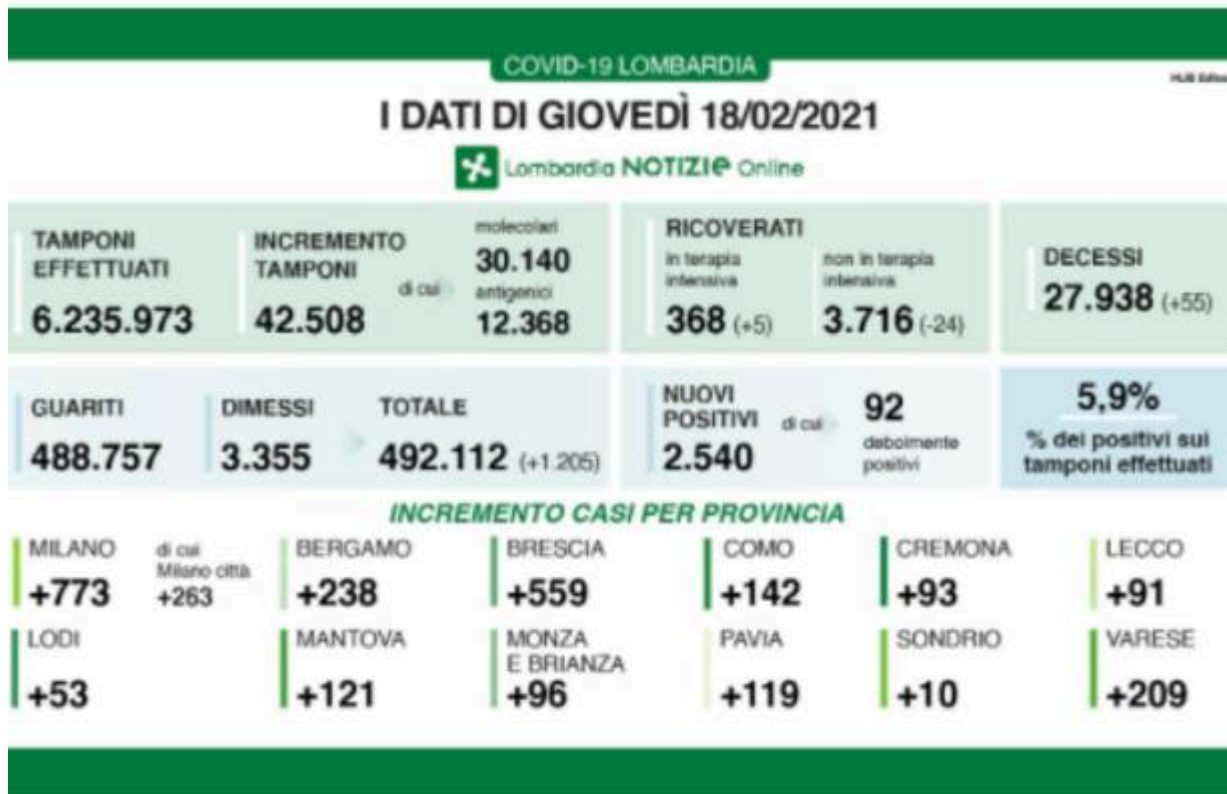 COVID-19 LOMBARDIA
HUB Editor
I DATI DI GIOVEDÌ 18/02/2021
Lombardia NOTIZIE Online
TAMPONI EFFETTUATI
6.235.973
INCREMENTO TAMPONI
42.508
di cui
molecolari
30.140
antigenici
12.368
RICOVERATI
in terapia intensiva
368 (+5)
non in terapia intensiva
3.716 (-24)
DECESSI
27.938 (+55)
GUARITI
488.757
DIMESSI
3.355
TOTALE
492.112 (+1.205)
NUOVI POSITIVI
2.540
di cui
92
debolmente positivi
5,9%
% dei positivi sui
tamponi effettuati
INCREMENTO CASI PER PROVINCIA
MILANO
+773
di cui
Milano città
+263
BERGAMO
+238
BRESCIA
+559
COMO
+142
CREMONA
+93
LECCO
+91
LODI
+53
MANTOVA
+121
MONZA
E BRIANZA
+96
PAVIA
+119
SONDRIO
+10
VARESE
+209